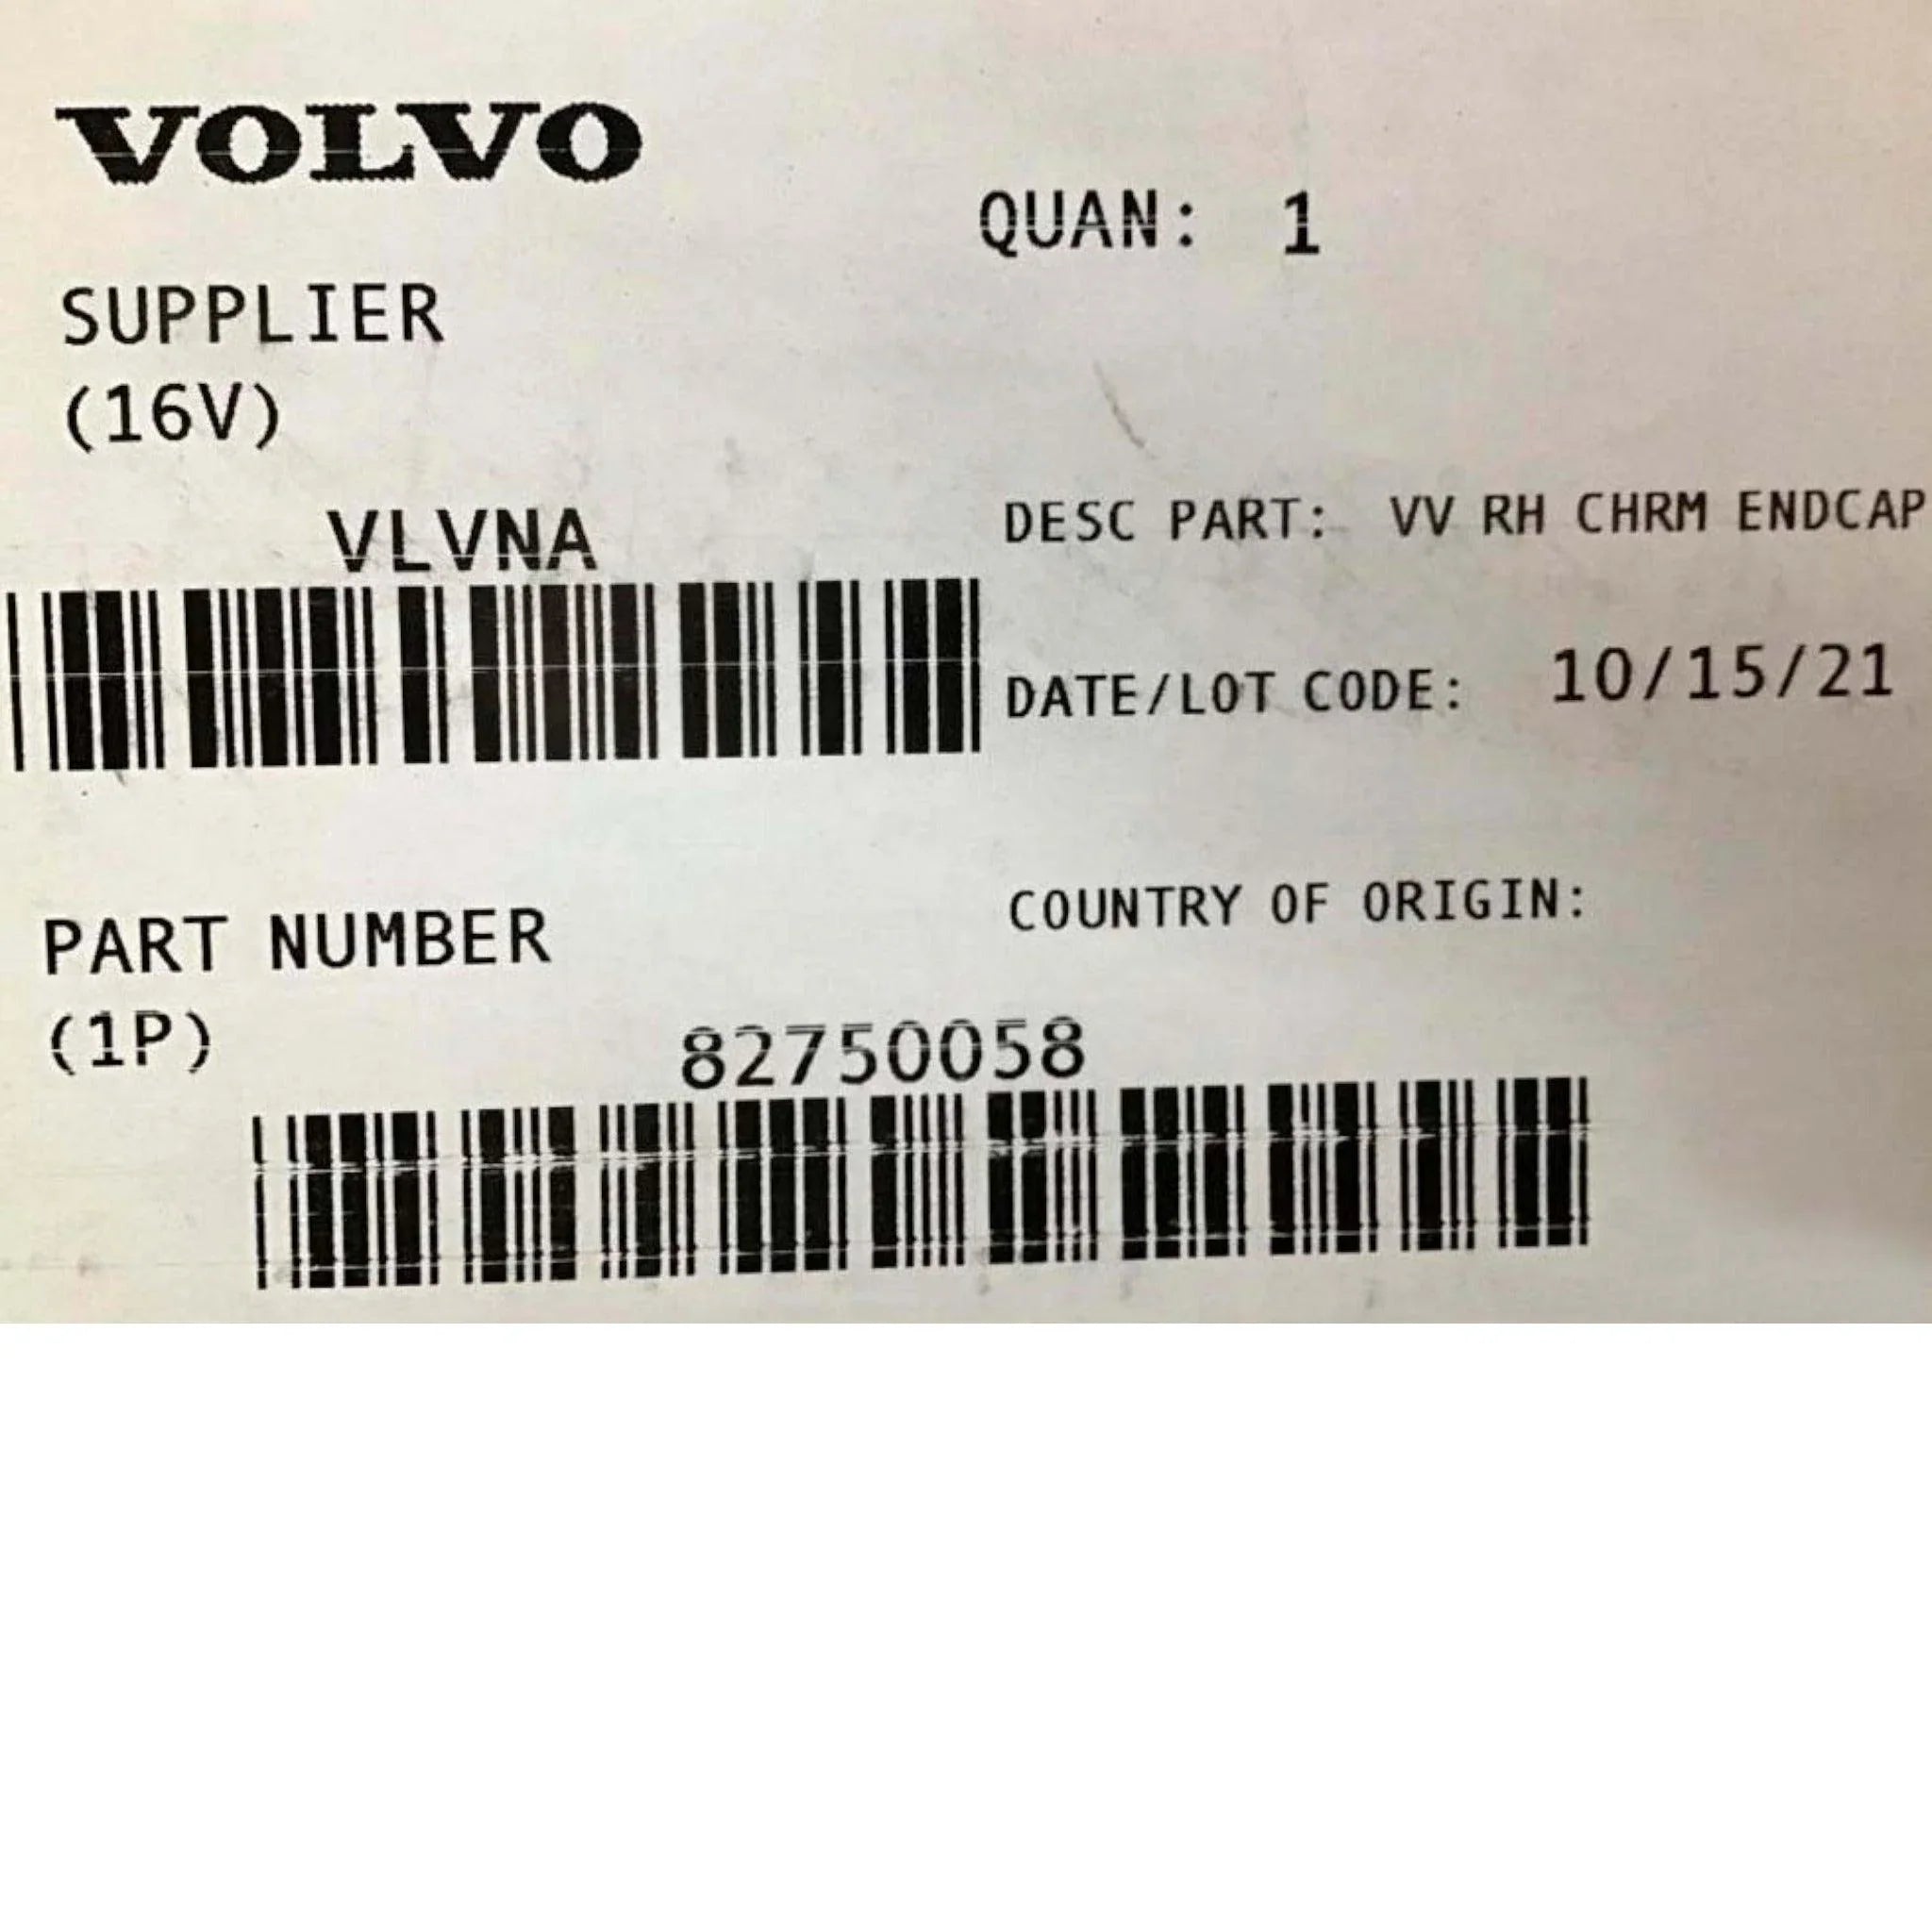 VOLVO
QUAN: 1
SUPPLIER
(16V)
VLVNA
DESC PART: VV RH CHRM ENDCAP
DATE/LOT CODE: 10/15/21
COUNTRY OF ORIGIN:
PART NUMBER
(1P)
82750058